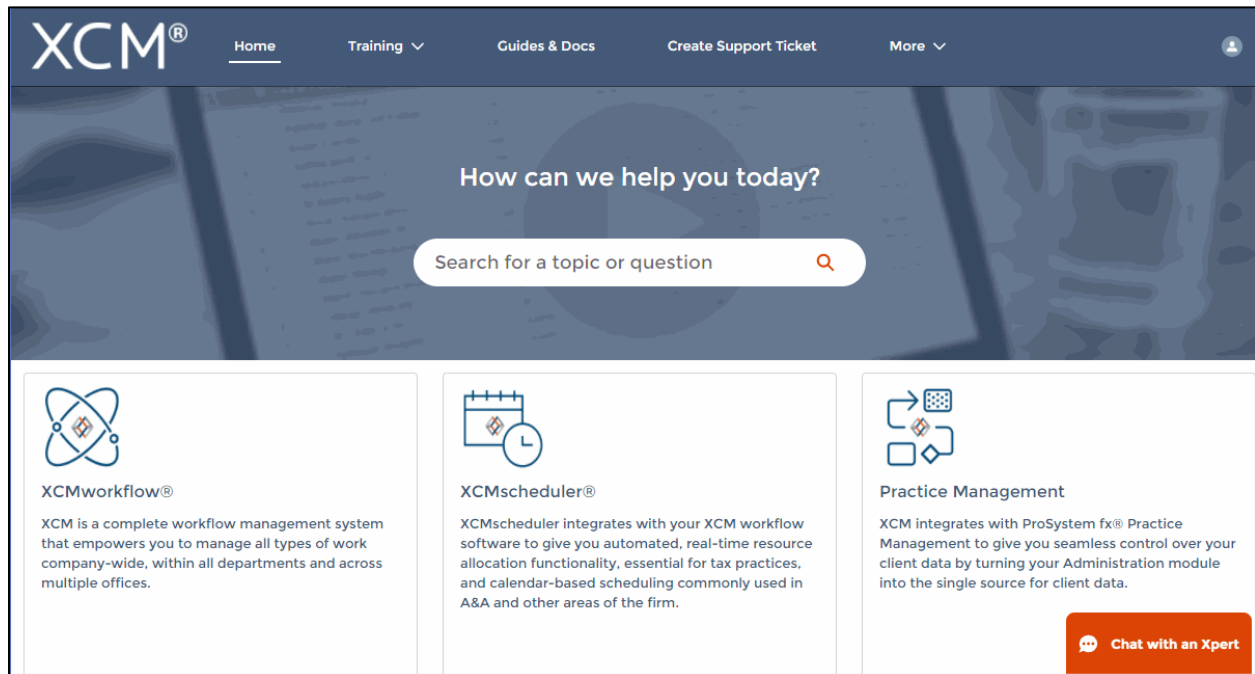 XCM®
Home
Training
Guides & Docs
Create Support Ticket
More
How can we help you today?
Search for a topic or question
XCMworkflow®
XCM is a complete workflow management system
that empowers you to manage all types of work
company-wide, within all departments and across
multiple offices.
XCMscheduler®
XCMscheduler integrates with your XCM workflow
software to give you automated, real-time resource
allocation functionality, essential for tax practices,
and calendar-based scheduling commonly used in
A&A and other areas of the firm.
Practice Management
XCM integrates with ProSystem fx® Practice
Management to give you seamless control over your
client data by turning your Administration module
into the single source for client data.
Chat with an Xpert